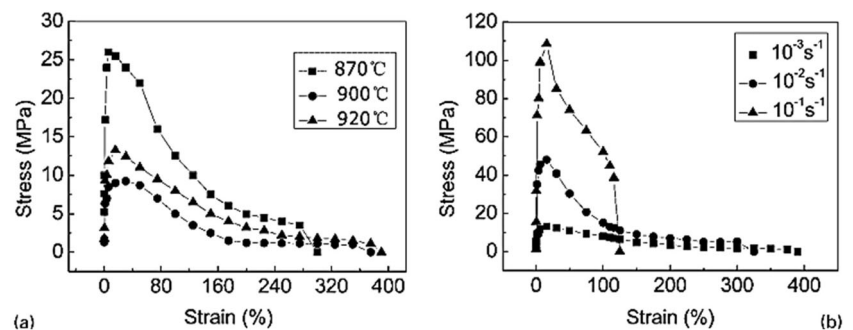 30
25
20
15
10
5
0
Stress (MPa)
870℃
900℃
920℃
0 80 160 240 320 400
Strain (%)
(a)
120
100
80
60
40
20
0
Stress (MPa)
10⁻³s⁻¹
10⁻²s⁻¹
10⁻¹s⁻¹
0 100 200 300 400
Strain (%)
(b)